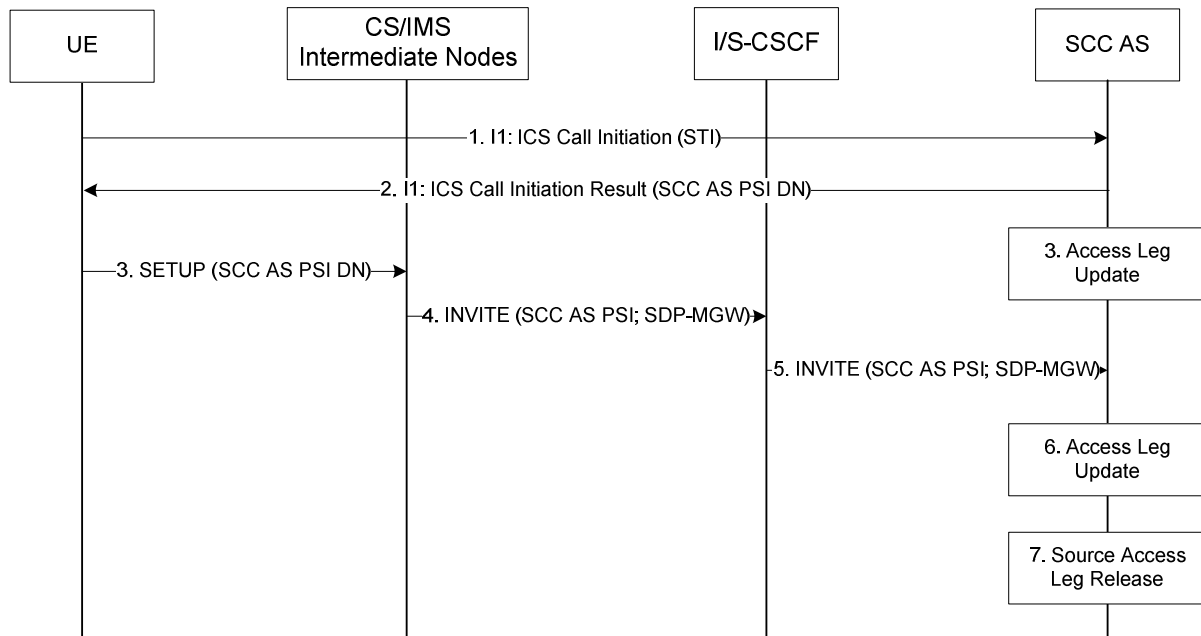 UE
CS/IMS
Intermediate Nodes
I/S-CSCF
SCC AS
1. I1: ICS Call Initiation (STI)
2. I1: ICS Call Initiation Result (SCC AS PSI DN)
3. Access Leg
Update
3. SETUP (SCC AS PSI DN)
4. INVITE (SCC AS PSI; SDP-MGW)
5. INVITE (SCC AS PSI; SDP-MGW)
6. Access Leg
Update
7. Source Access
Leg Release